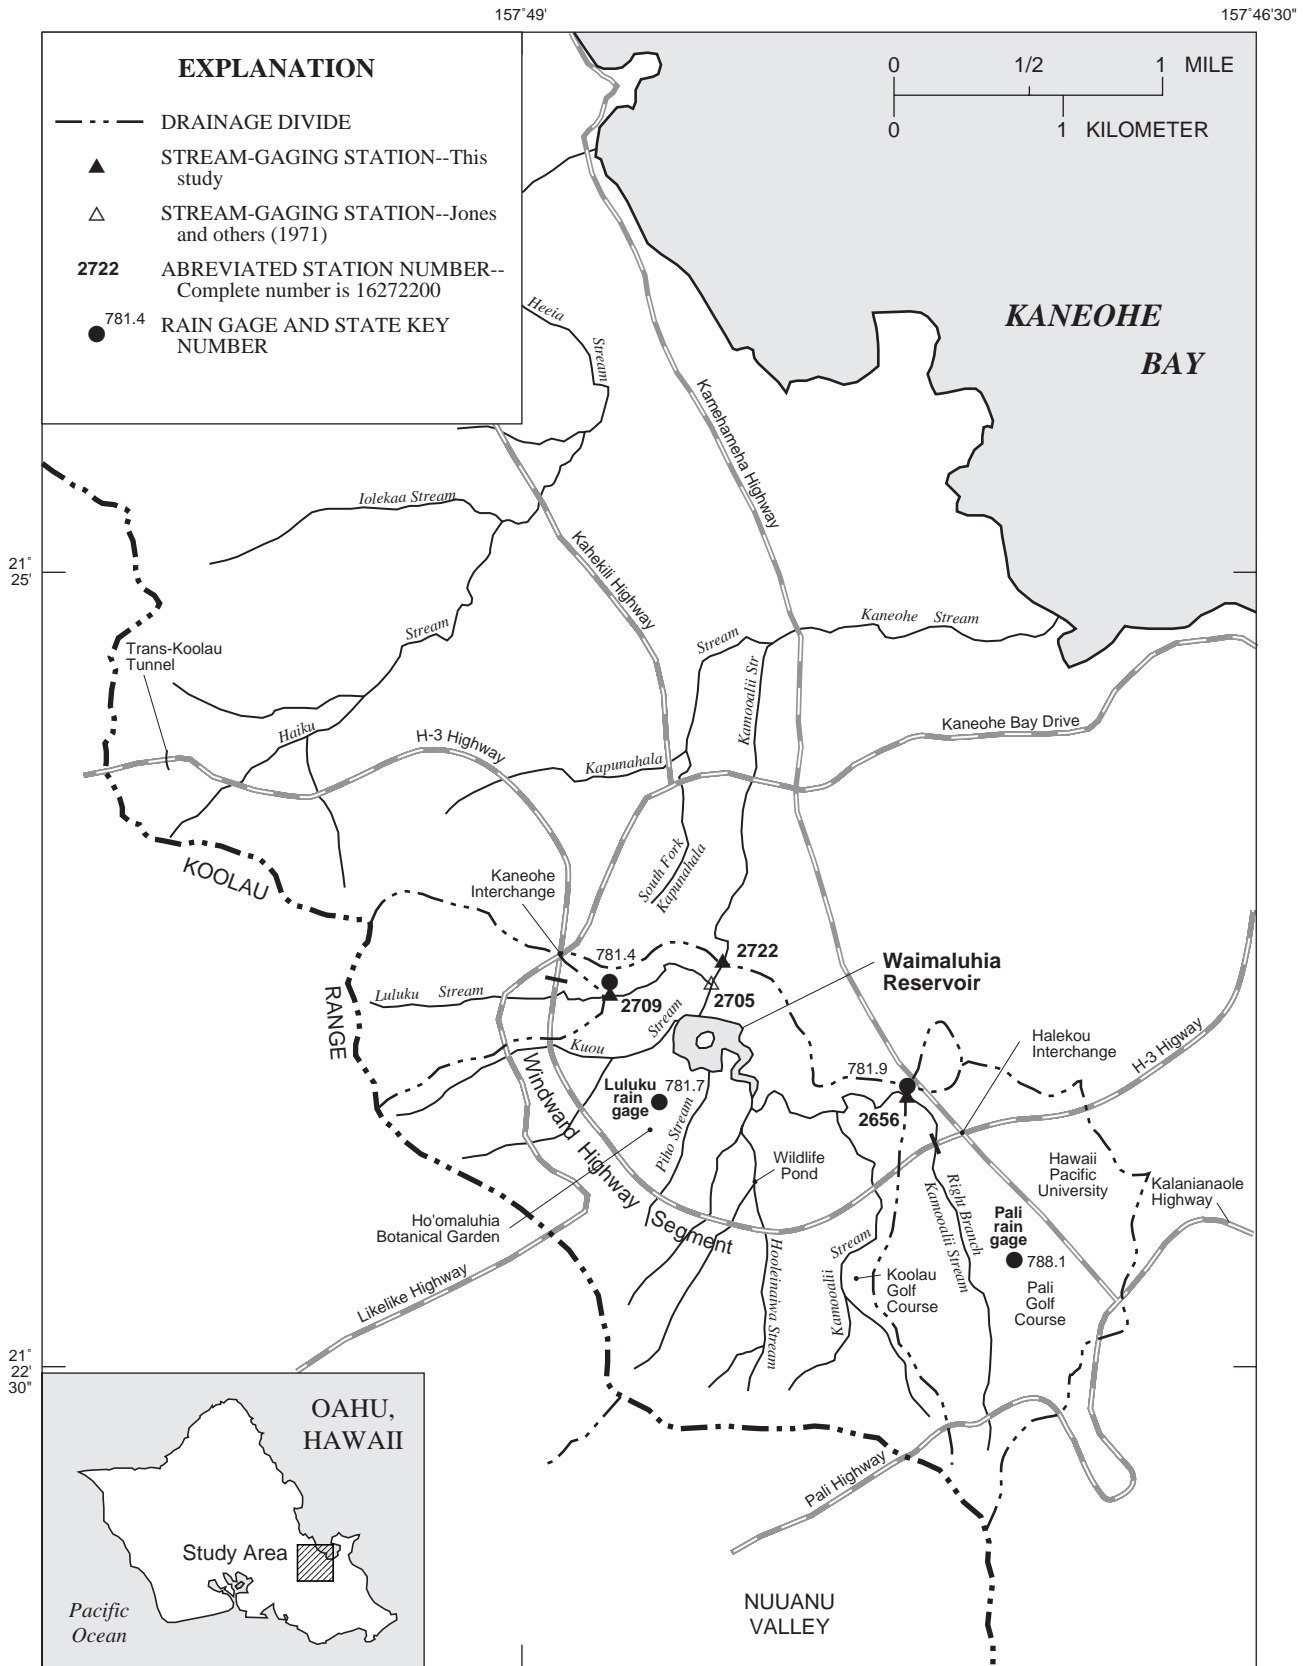 157°49'
157°46'30"
EXPLANATION
DRAINAGE DIVIDE
STREAM-GAGING STATION--This
study
STREAM-GAGING STATION--Jones
and others (1971)
2722
ABREVIATED STATION NUMBER--
Complete number is 16272200
781.4
RAIN GAGE AND STATE KEY
NUMBER
0 1/2 1 MILE
0 1 KILOMETER
KANEOHE
BAY
Heeia
Stream
Kamehameha Highway
Iolekaa Stream
Kahekili Highway
21°
25'
Stream
Kaneohe Stream
Stream
Kamooalii Str
Trans-Koolau
Tunnel
Haiku
H-3 Highway
Kaneohe Bay Drive
Kapunahala
South Fork
Kapunahala
KOOLAU
Kaneohe
Interchange
781.4
2722
Waimaluhia
Reservoir
Luluku Stream
2709
2705
RANGE
Stream
Kuou
Halekou
Interchange
H-3 Higway
781.9
2656
Windward Highway Segment
Luluku
rain
gage
781.7
Piho Stream
Wildlife
Pond
Hawaii
Pacific
University
Kalanianaole
Highway
Right Branch
Kamooalii Stream
Pali
rain
gage
788.1
Ho'omaluhia
Botanical Garden
Hooleinaiwa Stream
Kamooalii Stream
Koolau
Golf
Course
Pali
Golf
Course
Likelike Highway
21°
22'
30"
Pali Highway
OAHU,
HAWAII
Study Area
Pacific
Ocean
NUUANU
VALLEY